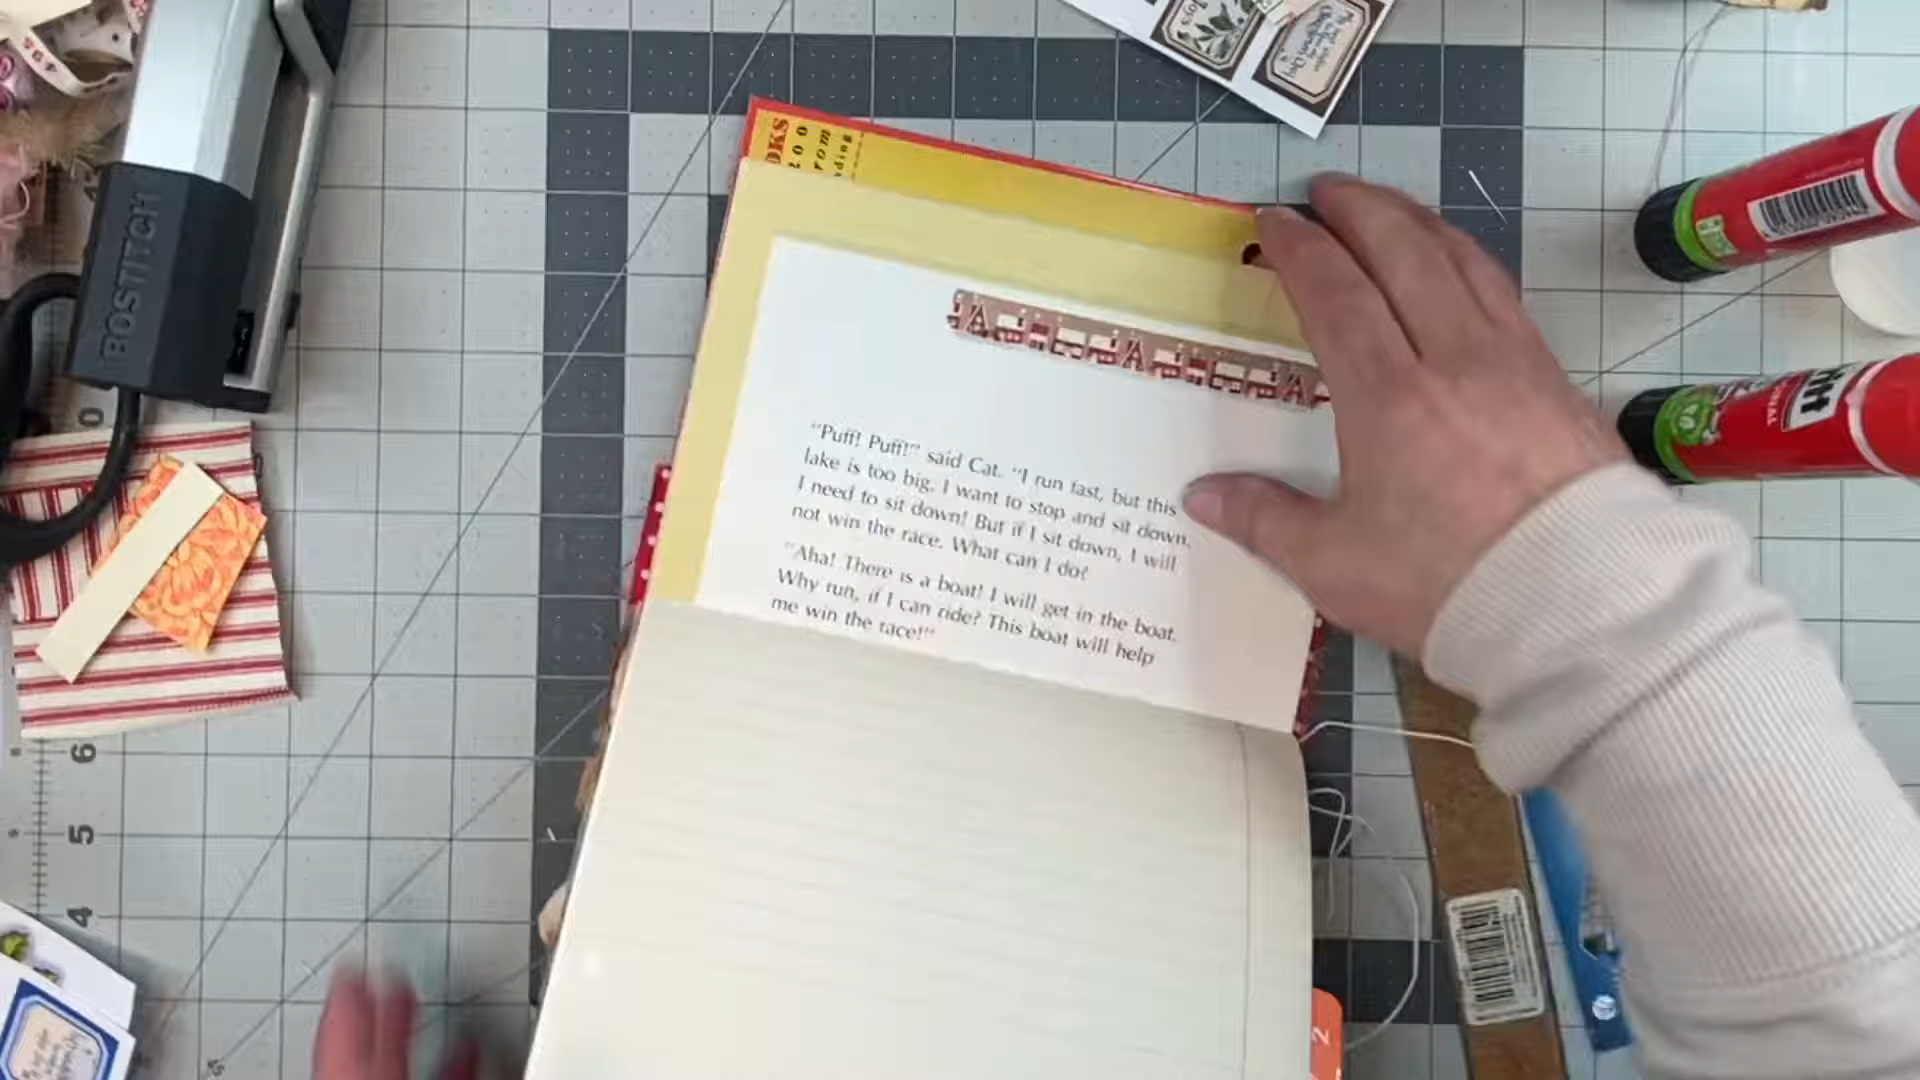 BOSTITCH
"Puff! Puff!" said Cat. "I run fast, but this
lake is too big. I want to stop and sit down.
I need to sit down! But if I sit down, I will
not win the race. What can I do?
"Aha! There is a boat! I will get in the boat.
Why run, if I can ride? This boat will help
me win the race!"
0
6
5
4
2